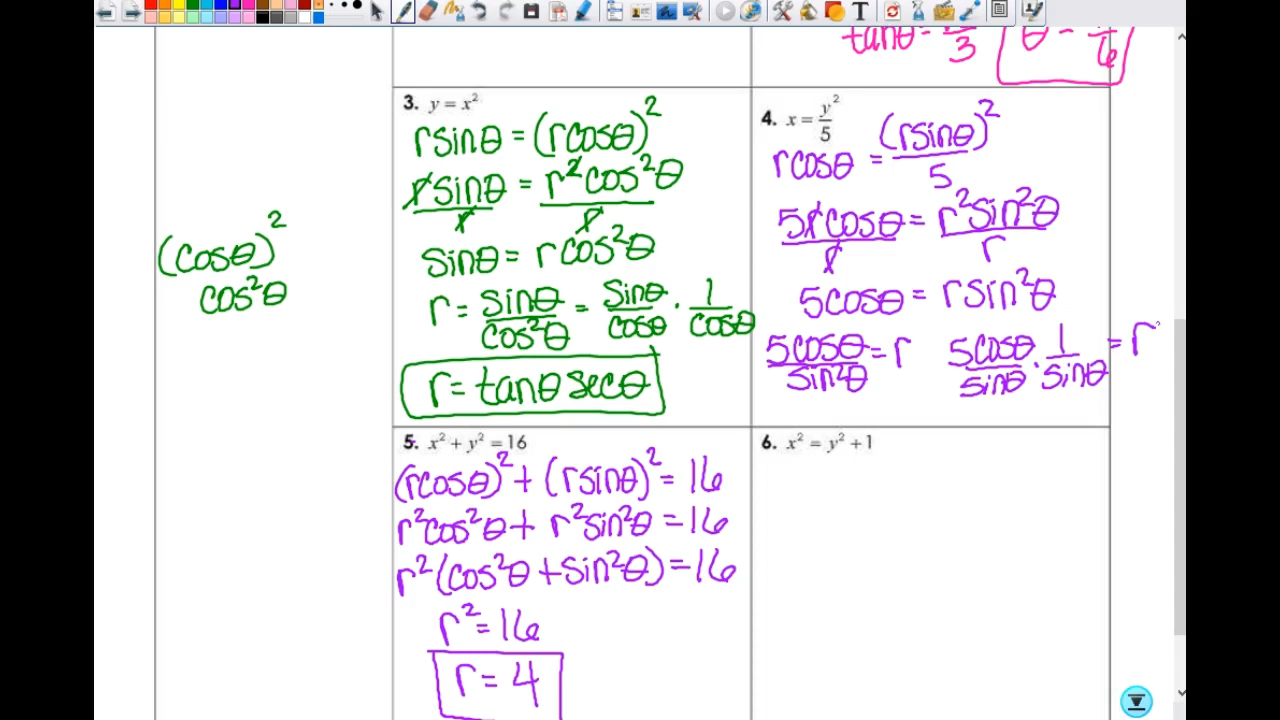 tanθ =
3
θ =
6
(cosθ)²
cos²θ
3. y = x²
rsinθ = (rcosθ)²
rsinθ = r²cos²θ
r r
sinθ = rcos²θ
r = sinθ/cos²θ = sinθ/cosθ · 1/cosθ
r = tanθ secθ
4. x = y²/5
rcosθ = (rsinθ)²/5
5rcosθ/r = r²sin²θ/r
5cosθ = rsin²θ
5cosθ/sin²θ = r 5cosθ/sinθ · 1/sinθ = r
5. x² + y² = 16
(rcosθ)² + (rsinθ)² = 16
r²cos²θ + r²sin²θ = 16
r²(cos²θ + sin²θ) = 16
r² = 16
r = 4
6. x² = y² + 1